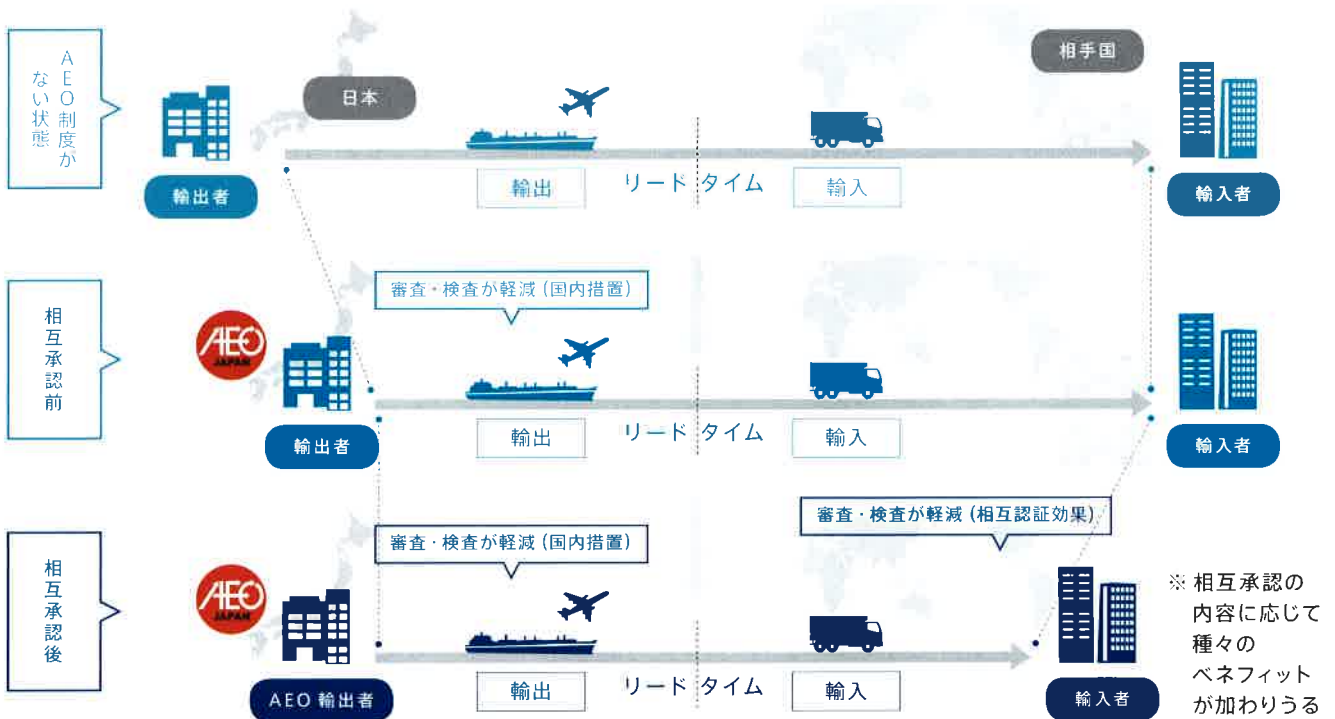 AEO制度が
ない状態
日本
相手国
輸出者
輸出
リードタイム
輸入
輸入者
相互承認前
AEO
JAPAN
審査・検査が軽減(国内措置)
輸出者
輸出
リードタイム
輸入
輸入者
相互承認後
AEO
JAPAN
審査・検査が軽減(国内措置)
審査・検査が軽減(相互認証効果)
AEO 輸出者
輸出
リードタイム
輸入
輸入者
※ 相互承認の
内容に応じて
種々の
ベネフィット
が加わりうる